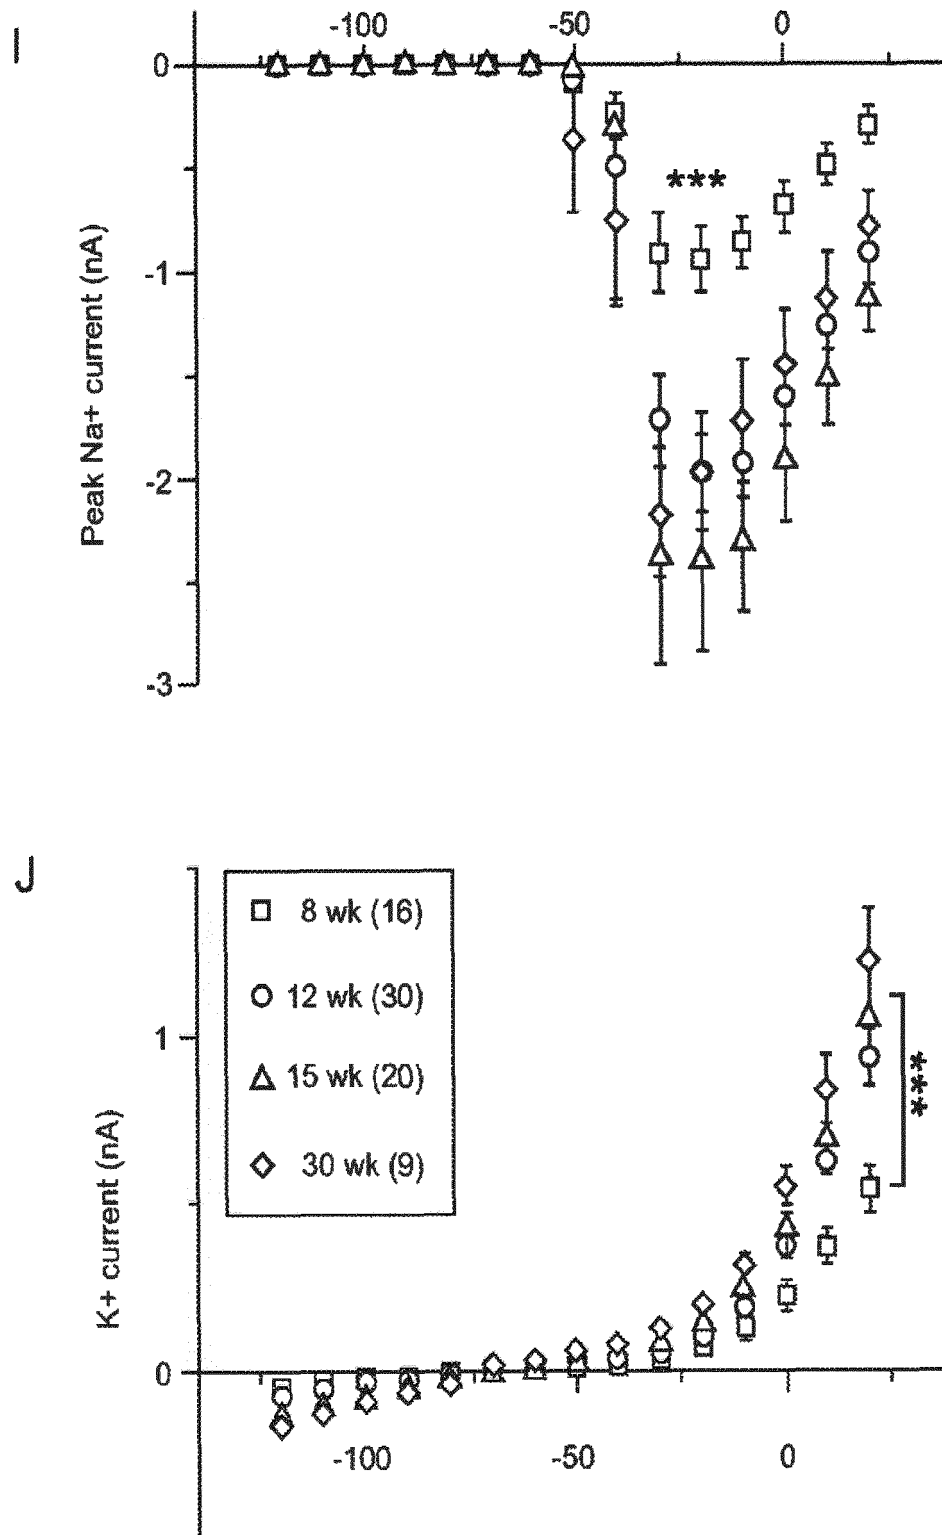 I
-100 -50 0
0
***
-1
-2
-3
Peak Na+ current (nA)
J
8 wk (16)
12 wk (30)
15 wk (20)
30 wk (9)
1
0
K+ current (nA)
***
-100 -50 0